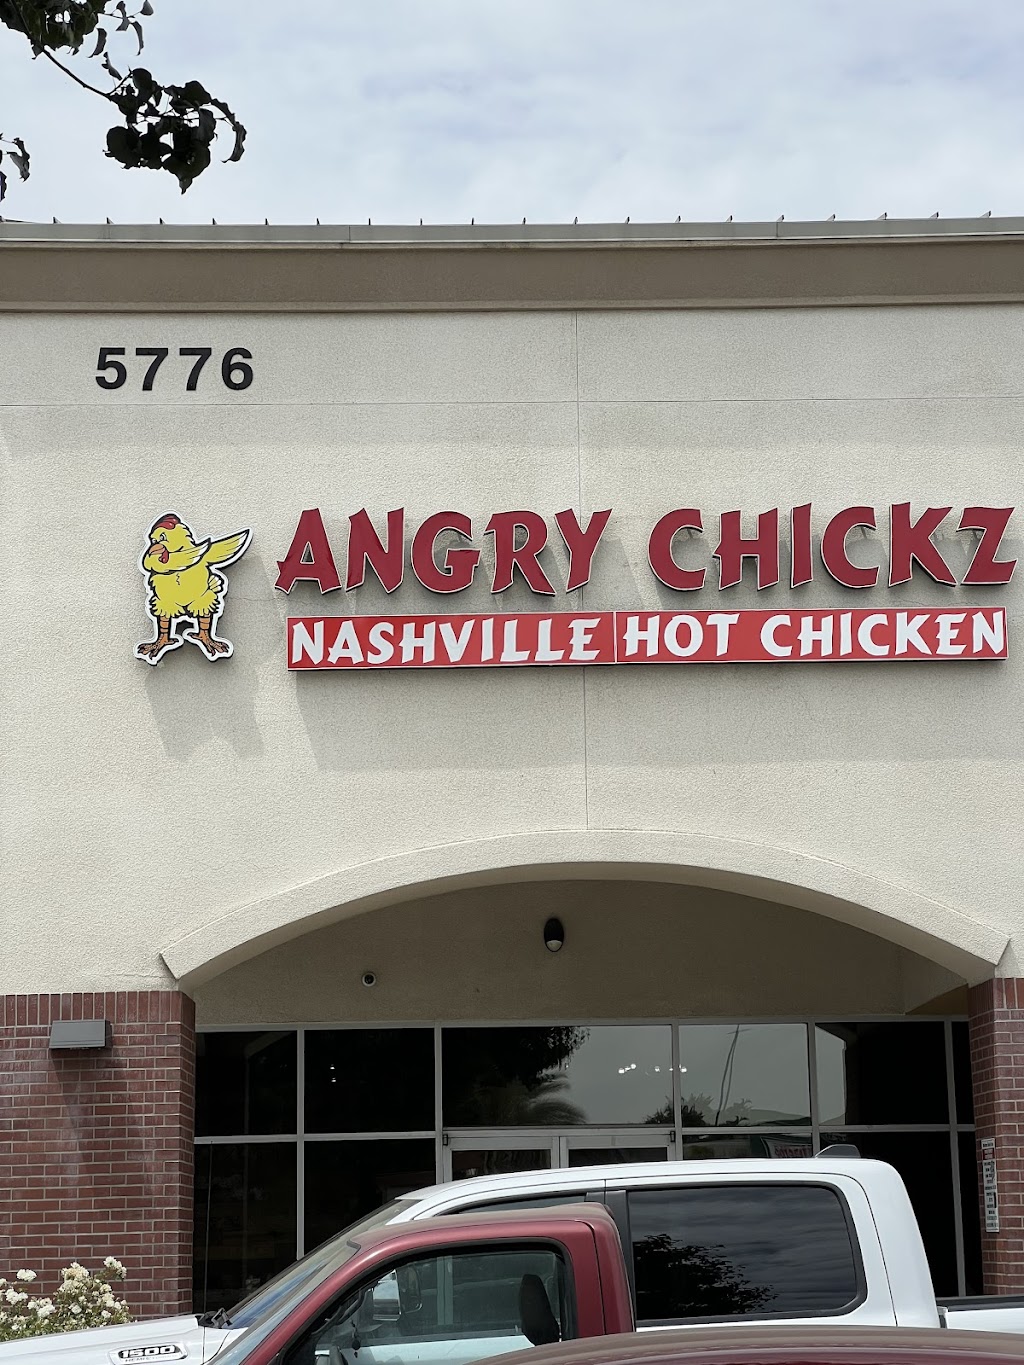 5776
ANGRY CHICKZ
NASHVILLE HOT CHICKEN
1500